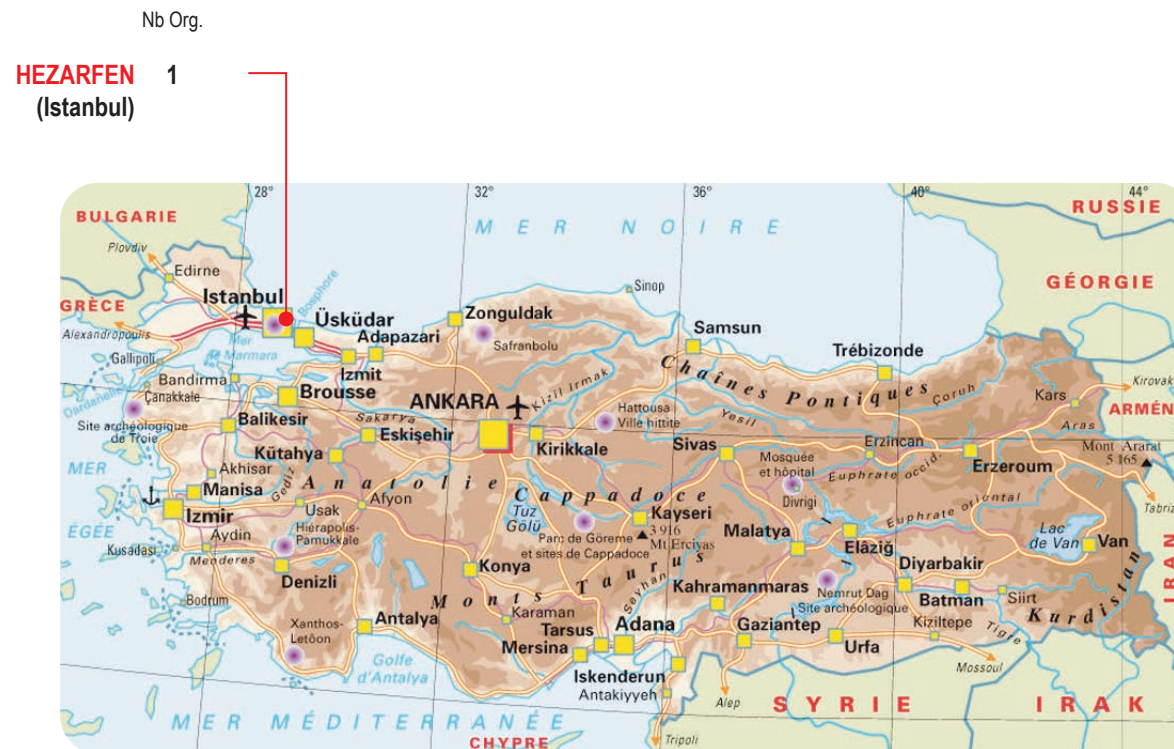 Nb Org.
HEZARFEN 1
(Istanbul)
28° 32° 36° 40° 44°
BULGARIE
RUSSIE
MER NOIRE
Plovdiv
Edirne
GÉORGIE
Sinop
Istanbul
Bosphore
GRÈCE
Üsküdar
Zonguldak
Samsun
Alexandropoulis
Adapazari
Safranbolu
Trébizonde
Mer de Marmara
Gallipoli
Izmit
Chaînes Pontiques
Bandirma
Kirovak
Dardanelles
Çanakkale
Brousse
ANKARA
Kizil Irmak
Çoruh
Kars
ARMÉN
Site archéologique
de Troie
Balikesir
Sakarya
Hattousa
Ville hittite
Yesil
Aras
Eskişehir
Kirikkale
Sivas
Erzincan
Mont Ararat
5 165
Kütahya
Mosquée
et hôpital
Euphrate occid.
Erzeroum
MER
ÉGÉE
Akhisar
Gediz
Anatolie
Cappadoce
Divrigi
Manisa
Usak
Afyon
Tuz
Gölü
Kayseri
Euphrate oriental
Tabriz
Izmir
Hiérapolis-
Pamukkale
Parc de Göreme
et sites de Cappadoce
3 916
Mt Erciyas
Malatya
Elâziğ
Lac
de Van
Van
Aydin
Kusadasi
Menderes
Denizli
Konya
Monts Taurus
Seyhan
Diyarbakir
IRAN
Kahramanmaras
Nemrut Dag
Site archéologique
Batman
Siirt
Kurdistan
Bodrum
Karaman
Xanthos-
Letôon
Antalya
Tarsus
Adana
Gaziantep
Kiziltepe
Tigre
Mersina
Urfa
Golfe
d'Antalya
Iskenderun
Mossoul
Antakiyyeh
Alep
SYRIE
IRAK
MER MÉDITERRANÉE
CHYPRE
Tripoli